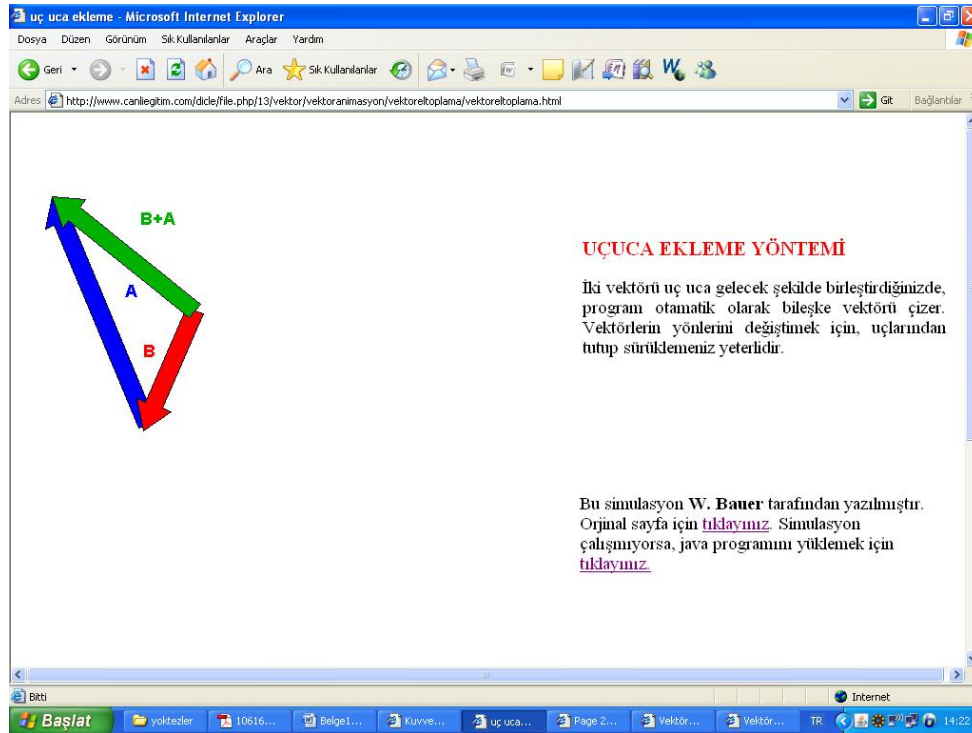 uç uca ekleme - Microsoft Internet Explorer
Dosya Düzen Görünüm Sık Kullanılanlar Araçlar Yardım
Geri Ara Sık Kullanılanlar
Adres http://www.canliegitim.com/dicle/file.php/13/vektor/vektoranimasyon/vektoreltoplama/vektoreltoplama.html Git Bağlantılar
B+A
A
B
UÇUCA EKLEME YÖNTEMİ
İki vektörü uç uca gelecek şekilde birleştirdiğinizde,
program otamatik olarak bileşke vektörü çizer.
Vektörlerin yönlerini değiştimek için, uçlarından
tutup sürüklemeniz yeterlidir.
Bu simulasyon W. Bauer tarafından yazılmıştır.
Orjinal sayfa için tıklayınız. Simulasyon
çalışmıyorsa, java programını yüklemek için
tıklayınız.
Bitti Internet
Başlat yoktezler 10616... Belge1... Kuvve... uç uca... Page 2... Vektör... Vektör... TR 14:22